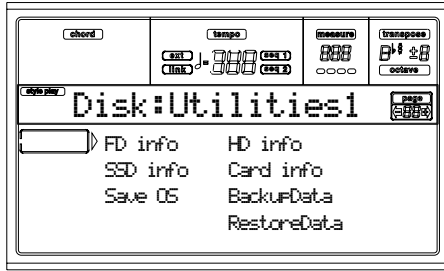 chord tempo measure transpose
ext seq 1
link seq 2
octave
style play Disk:Utilities1 page
FD info HD info
SSD info Card info
Save OS BackupData
RestoreData